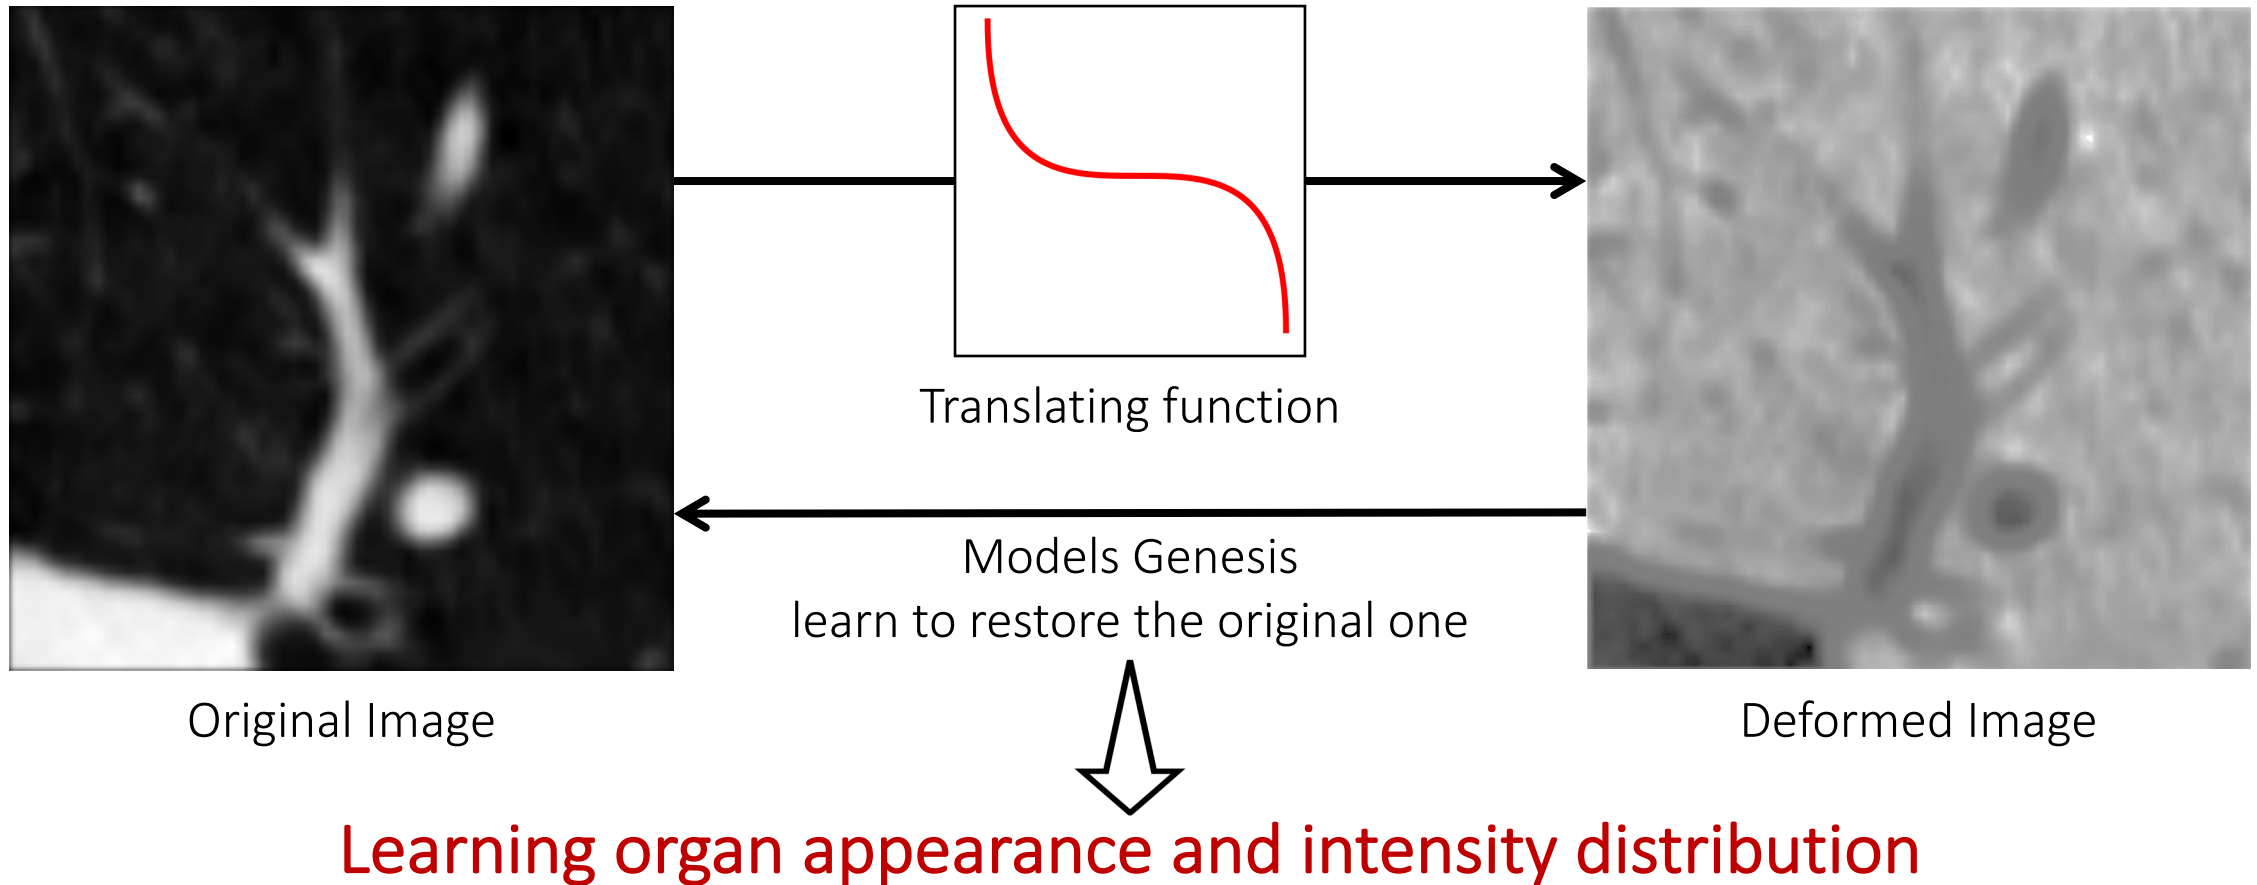 Translating function
Models Genesis
learn to restore the original one
Original Image
Deformed Image
Learning organ appearance and intensity distribution